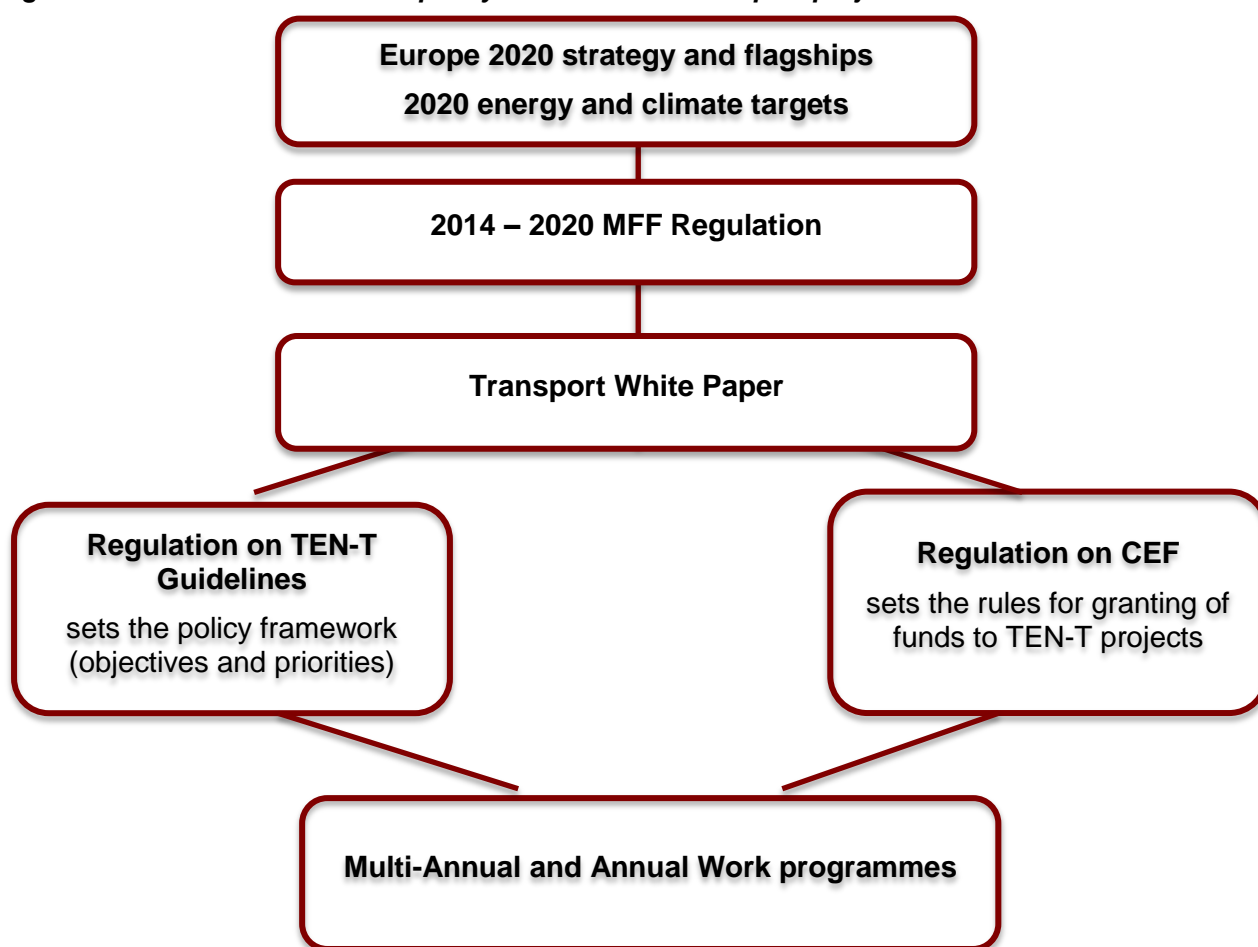 Europe 2020 strategy and flagships
2020 energy and climate targets
2014 – 2020 MFF Regulation
Transport White Paper
Regulation on TEN-T
Guidelines
sets the policy framework
(objectives and priorities)
Regulation on CEF
sets the rules for granting of
funds to TEN-T projects
Multi-Annual and Annual Work programmes